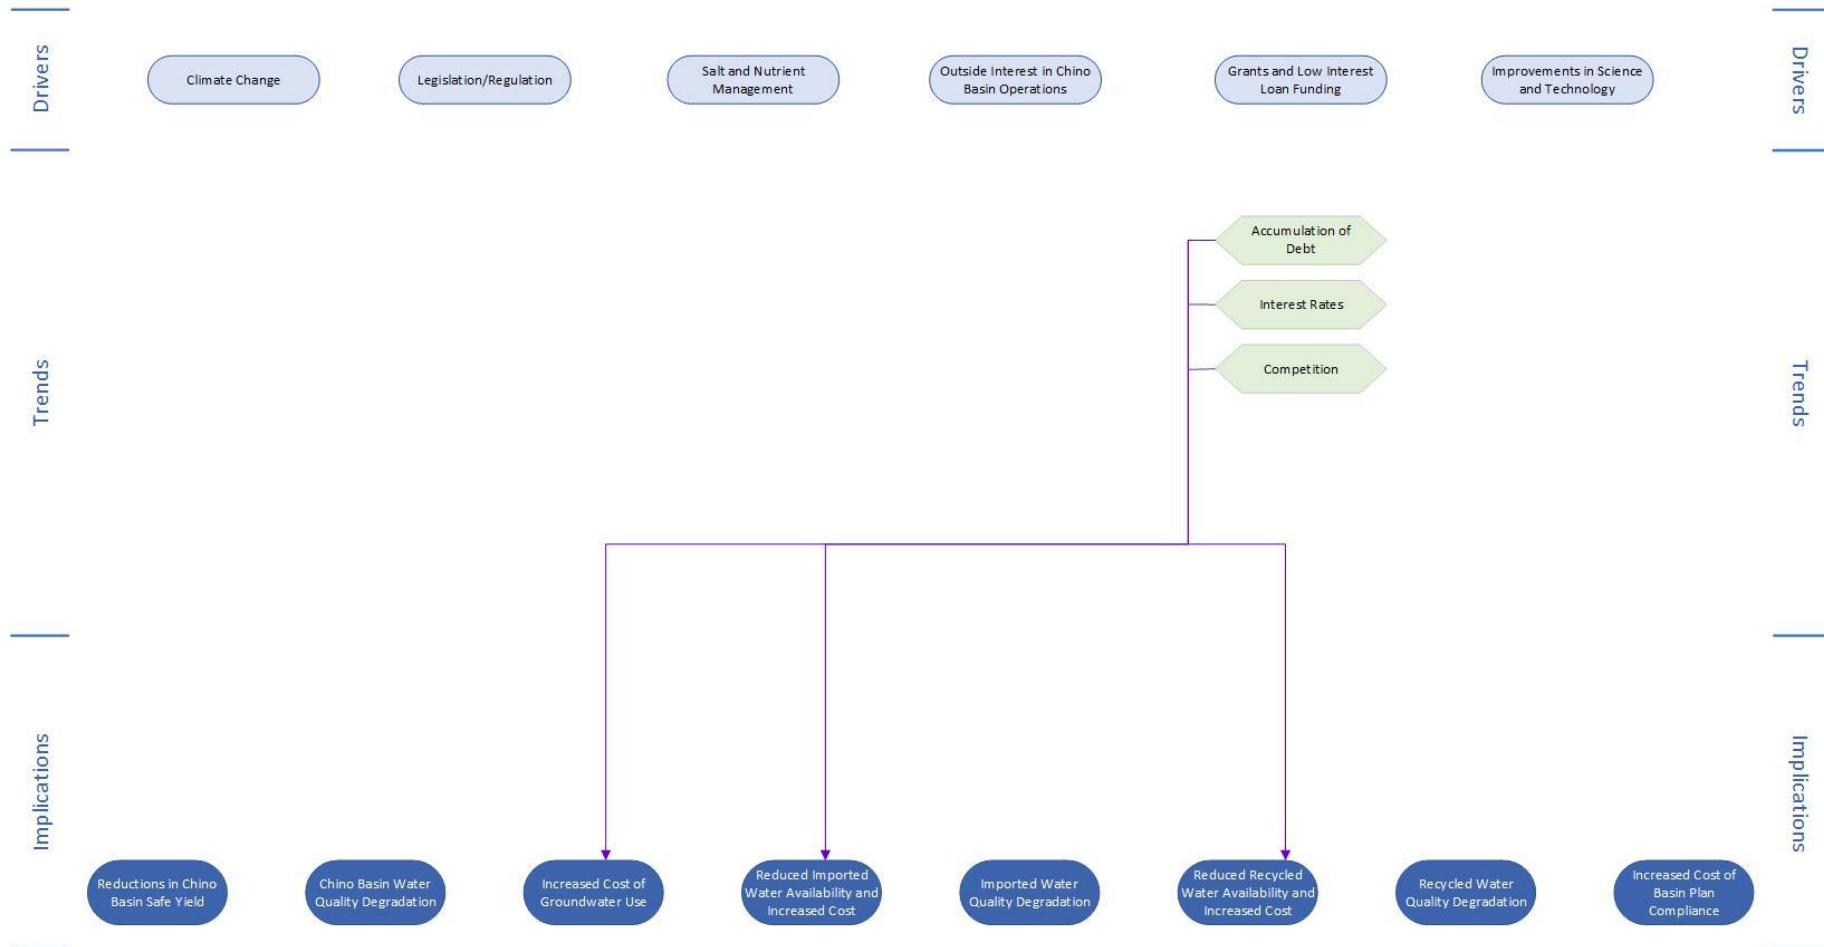 Drivers
Climate Change
Legislation/Regulation
Salt and Nutrient
Management
Outside Interest in Chino
Basin Operations
Grants and Low Interest
Loan Funding
Improvements in Science
and Technology
Drivers
Trends
Accumulation of
Debt
Interest Rates
Competition
Trends
Implications
Reductions in Chino
Basin Safe Yield
Chino Basin Water
Quality Degradation
Increased Cost of
Groundwater Use
Reduced Imported
Water Availability and
Increased Cost
Imported Water
Quality Degradation
Reduced Recycled
Water Availability and
Increased Cost
Recycled Water
Quality Degradation
Increased Cost of
Basin Plan
Compliance
Implications